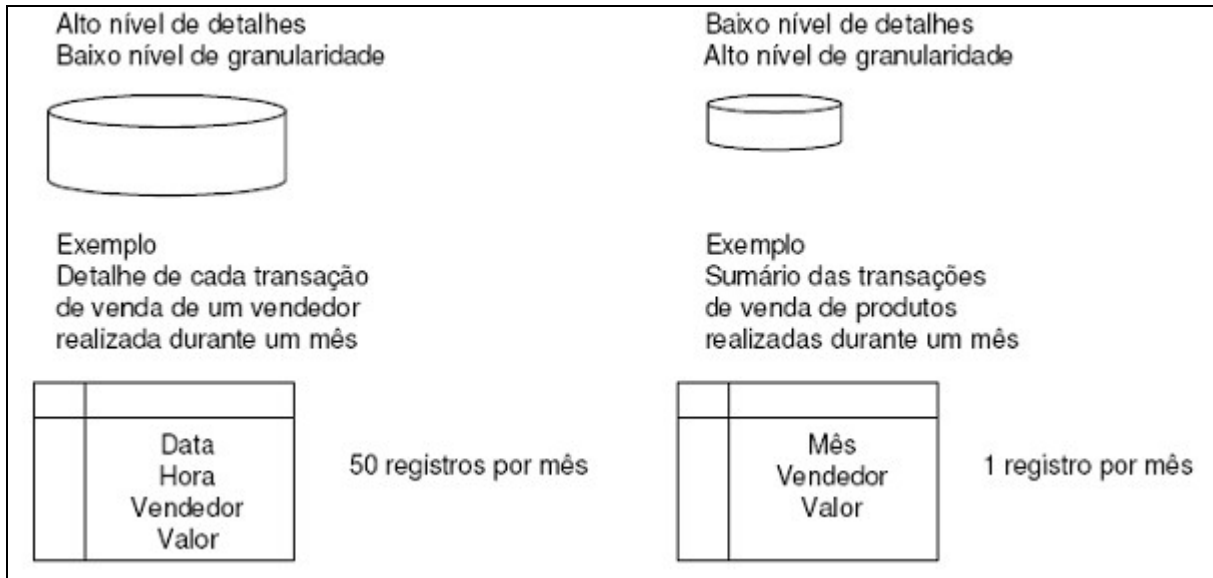 Alto nível de detalhes
Baixo nível de granularidade
Exemplo
Detalhe de cada transação
de venda de um vendedor
realizada durante um mês
Data
Hora
Vendedor
Valor
50 registros por mês
Baixo nível de detalhes
Alto nível de granularidade
Exemplo
Sumário das transações
de venda de produtos
realizadas durante um mês
Mês
Vendedor
Valor
1 registro por mês